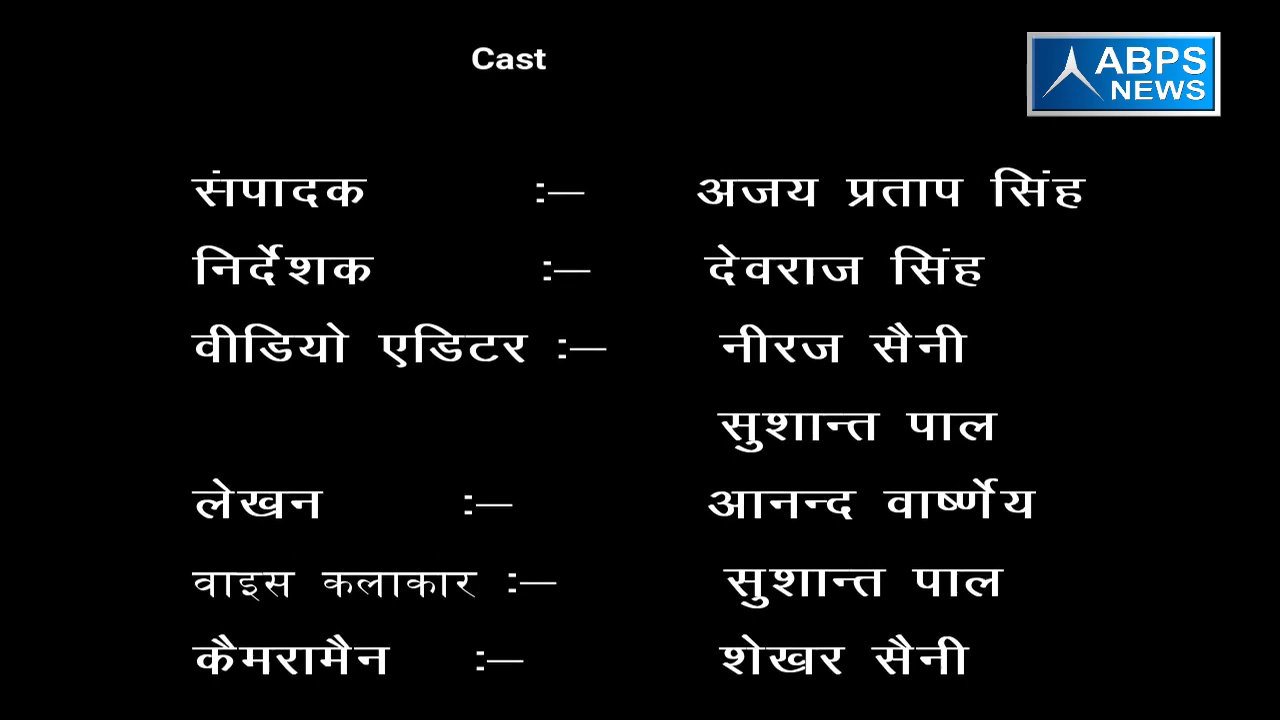 Cast
ABPS
NEWS
संपादक :— अजय प्रताप सिंह
निर्देशक :— देवराज सिंह
वीडियो एडिटर :— नीरज सैनी
सुशान्त पाल
लेखन :— आनन्द वार्ष्णेय
वाइस कलाकार :— सुशान्त पाल
कैमरामैन :— शेखर सैनी